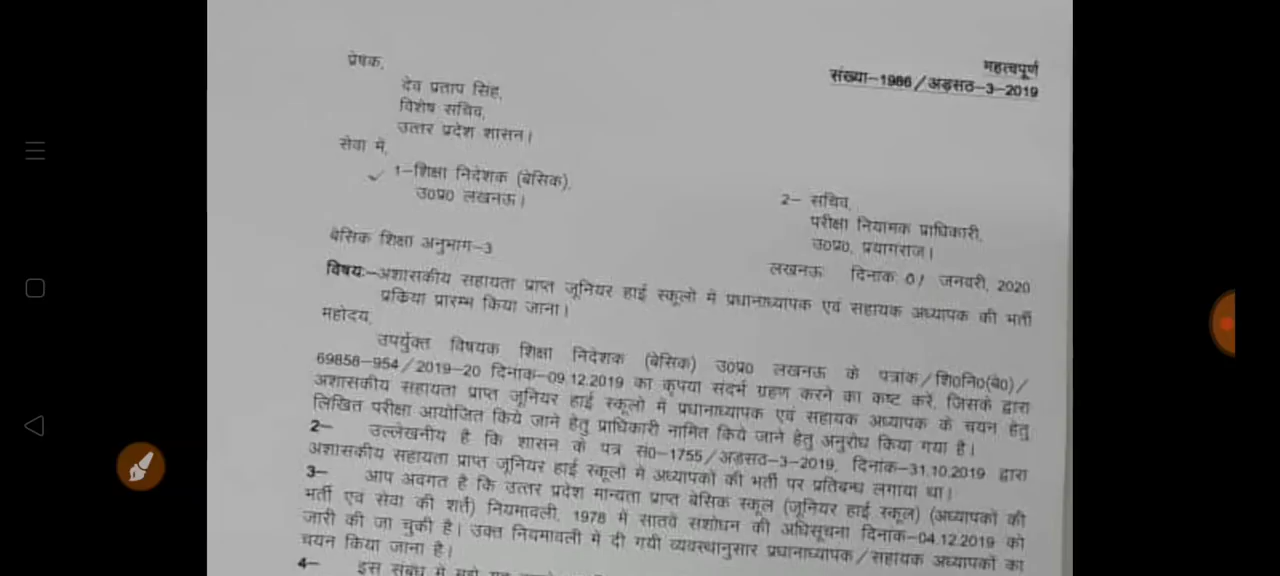 प्रेषक,
महत्वपूर्ण
संख्या-1986/अड़सठ-3-2019
देव प्रताप सिंह,
विशेष सचिव,
उत्तर प्रदेश शासन।
सेवा में,
1-शिक्षा निदेशक (बेसिक),
उ0प्र0 लखनऊ।
2- सचिव,
परीक्षा नियामक प्राधिकारी,
उ0प्र0, प्रयागराज।
बेसिक शिक्षा अनुभाग-3
लखनऊ दिनांक: 0/ जनवरी, 2020
विषय:-अशासकीय सहायता प्राप्त जूनियर हाई स्कूलों में प्रधानाध्यापक एवं सहायक अध्यापक की भर्ती
प्रकिया प्रारम्भ किया जाना।
महोदय,
उपर्युक्त विषयक शिक्षा निदेशक (बेसिक) उ0प्र0 लखनऊ के पत्रांक/शि0नि0(बे0)/
69858-954/2019-20 दिनांक-09.12.2019 का कृपया संदर्भ ग्रहण करने का कष्ट करें, जिसके द्वारा
अशासकीय सहायता प्राप्त जूनियर हाई स्कूलों में प्रधानाध्यापक एवं सहायक अध्यापक के चयन हेतु
लिखित परीक्षा आयोजित किये जाने हेतु प्राधिकारी नामित किये जाने हेतु अनुरोध किया गया है।
2- उल्लेखनीय है कि शासन के पत्र सं0-1755/अड़सठ-3-2019, दिनांक-31.10.2019 द्वारा
अशासकीय सहायता प्राप्त जूनियर हाई स्कूलों में अध्यापकों की भर्ती पर प्रतिबन्ध लगाया था।
3- आप अवगत है कि उत्तर प्रदेश मान्यता प्राप्त बेसिक स्कूल (जूनियर हाई स्कूल) (अध्यापकों की
भर्ती एवं सेवा की शर्तें) नियमावली, 1978 में सातवें संशोधन की अधिसूचना दिनांक-04.12.2019 को
जारी की जा चुकी है। उक्त नियमावली में दी गयी व्यवस्थानुसार प्रधानाध्यापक/सहायक अध्यापकों का
चयन किया जाना है।
4- इस संबंध में